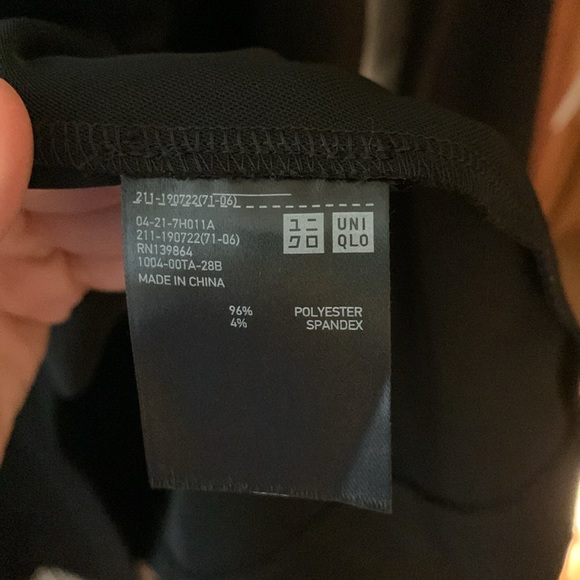 211-190722(71-06)
04-21-7H011A
211-190722(71-06)
RN139864
1004-00TA-28B
MADE IN CHINA
ユニ
クロ
UNI
QLO
96% POLYESTER
4% SPANDEX